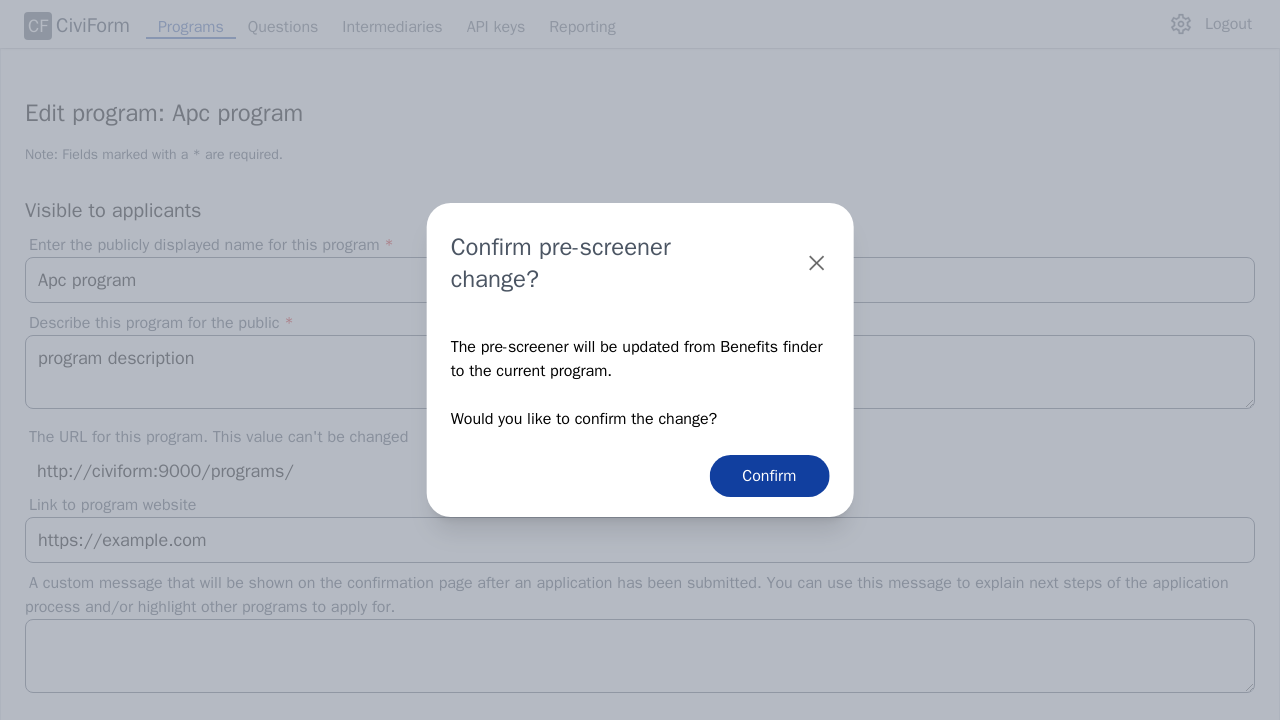 CF CiviForm Programs Questions Intermediaries API keys Reporting Logout
Edit program: Apc program
Note: Fields marked with a * are required.
Visible to applicants
Enter the publicly displayed name for this program *
Apc program
Describe this program for the public *
program description
The URL for this program. This value can't be changed
http://civiform:9000/programs/
Link to program website
https://example.com
A custom message that will be shown on the confirmation page after an application has been submitted. You can use this message to explain next steps of the application
process and/or highlight other programs to apply for.
Confirm pre-screener
change?
The pre-screener will be updated from Benefits finder
to the current program.
Would you like to confirm the change?
Confirm